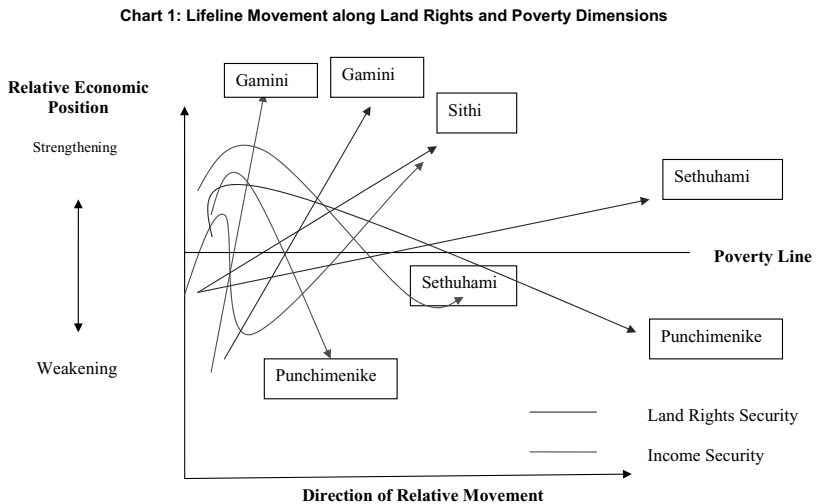 Chart 1: Lifeline Movement along Land Rights and Poverty Dimensions
Gamini
Gamini
Relative Economic
Position
Sithi
Strengthening
Sethuhami
Poverty Line
Sethuhami
Punchimenike
Weakening
Punchimenike
Land Rights Security
Income Security
Direction of Relative Movement